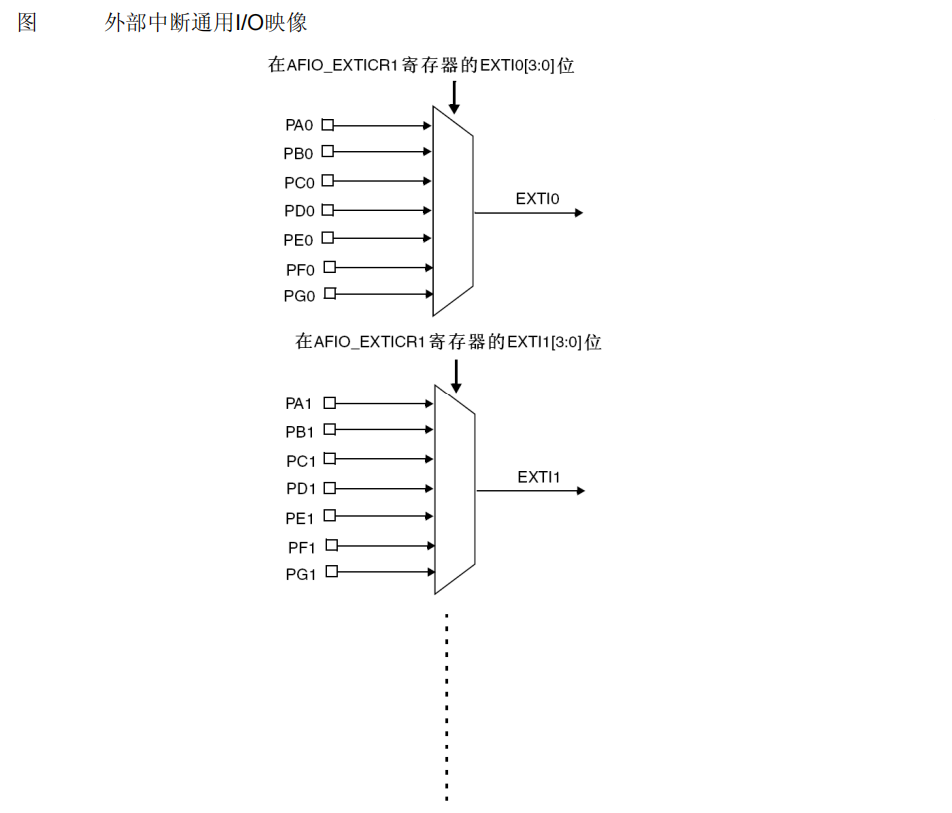 图 外部中断通用I/O映像
在AFIO_EXTICR1寄存器的EXTI0[3:0]位
PA0
PB0
PC0
PD0
PE0
PF0
PG0
EXTI0
在AFIO_EXTICR1寄存器的EXTI1[3:0]位
PA1
PB1
PC1
PD1
PE1
PF1
PG1
EXTI1